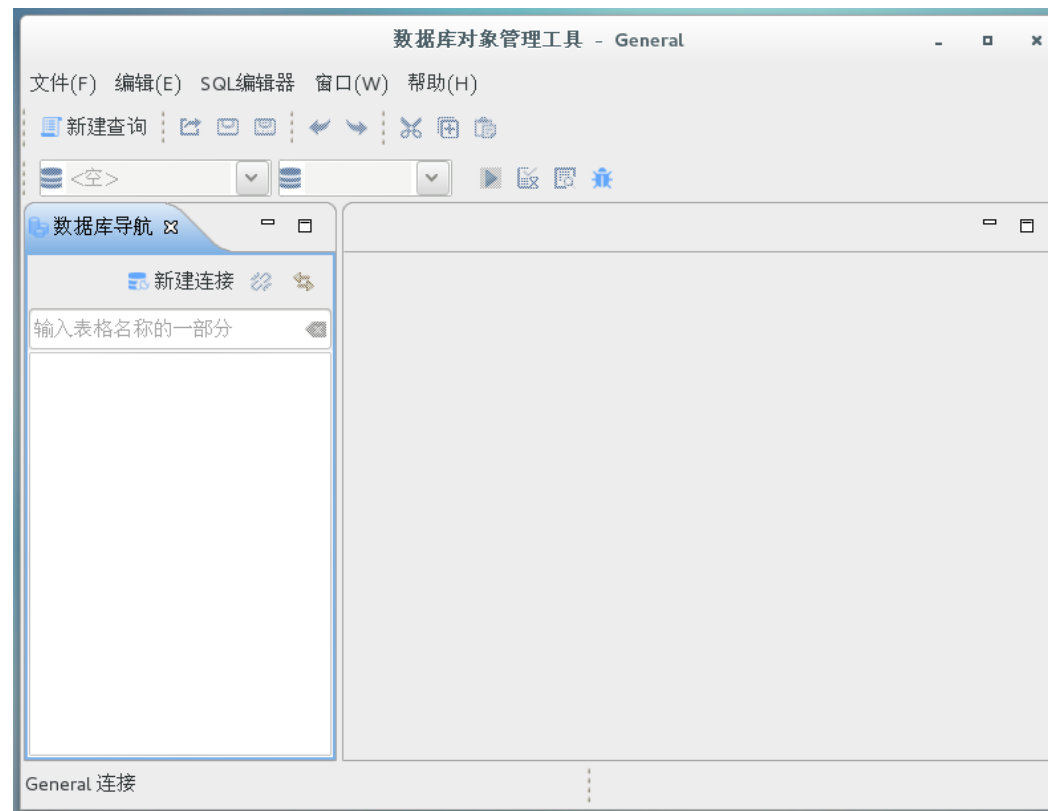 数据库对象管理工具 - General
文件(F) 编辑(E) SQL编辑器 窗口(W) 帮助(H)
新建查询
<空>
数据库导航
新建连接
输入表格名称的一部分
General 连接